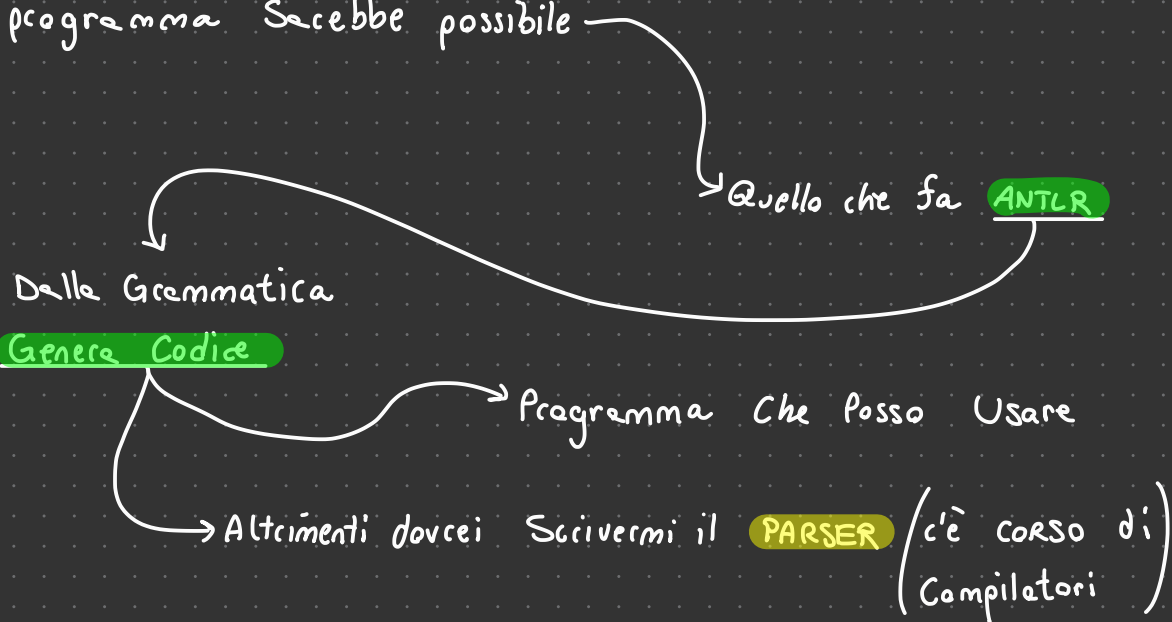 programma Sarebbe possibile
Quello che fa ANTLR
Dalla Grammatica
Genera Codice
Programma Che Posso Usare
Altrimenti dovrei Scrivermi il PARSER (c'è CORSO di
Compilatori)